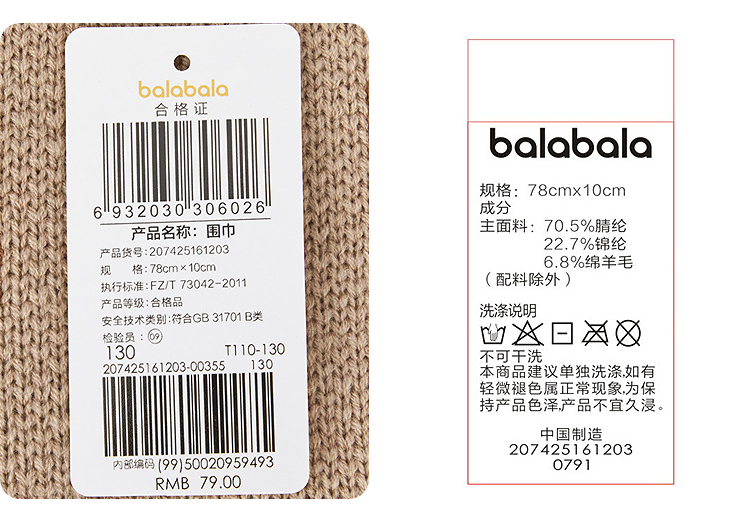 balabala
合格证
6 932030 306026
产品名称：围巾
产品货号：207425161203
规 格：78cm×10cm
执行标准：FZ/T 73042-2011
产品等级：合格品
安全技术类别：符合GB 31701 B类
检验员：09
130 T110-130
207425161203-00355 130
内部编码 (99)50020959493
RMB 79.00
balabala
规格：78cmx10cm
成分
主面料：70.5%腈纶
22.7%锦纶
6.8%绵羊毛
（配料除外）
洗涤说明
不可干洗
本商品建议单独洗涤,如有
轻微褪色属正常现象,为保
持产品色泽,产品不宜久浸。
中国制造
207425161203
0791